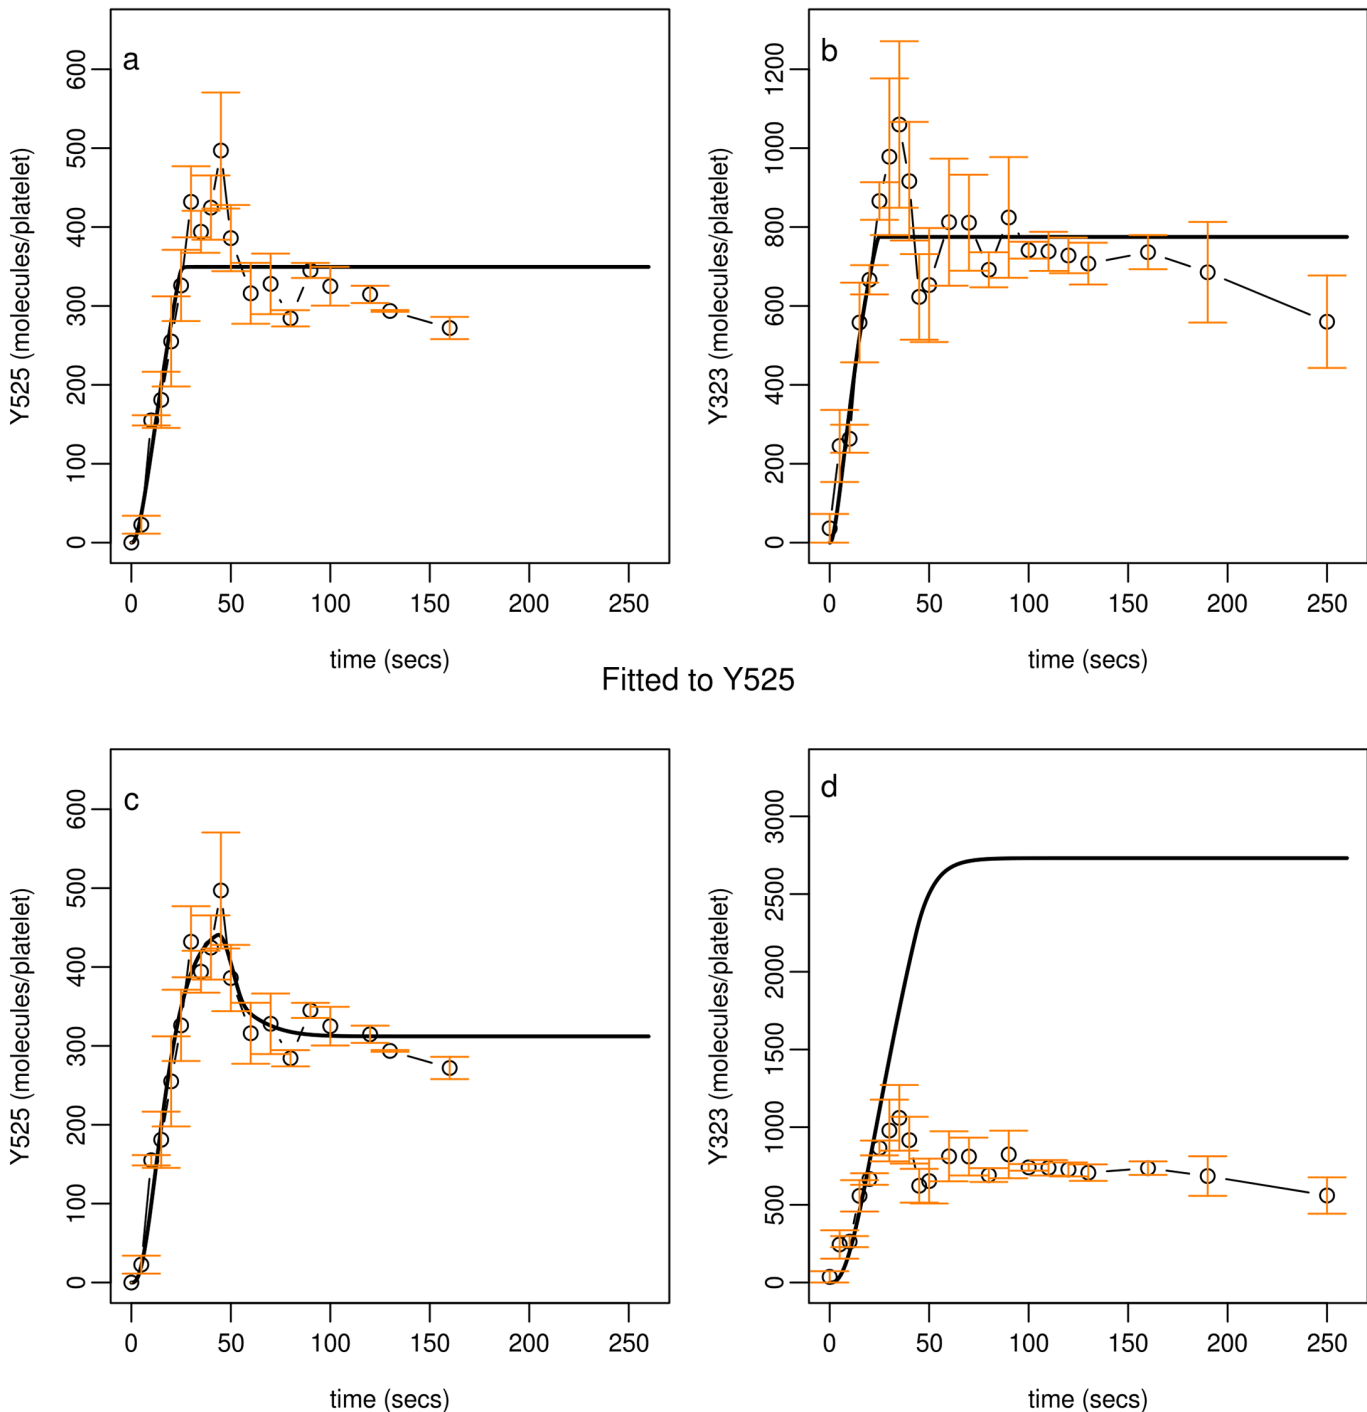 a
Y525 (molecules/platelet)
600
500
400
300
200
100
0
0 50 100 150 200 250
time (secs)
b
Y323 (molecules/platelet)
1200
1000
800
600
400
200
0
0 50 100 150 200 250
time (secs)
Fitted to Y525
c
Y525 (molecules/platelet)
600
500
400
300
200
100
0
0 50 100 150 200 250
time (secs)
d
Y323 (molecules/platelet)
3000
2500
2000
1500
1000
500
0
0 50 100 150 200 250
time (secs)